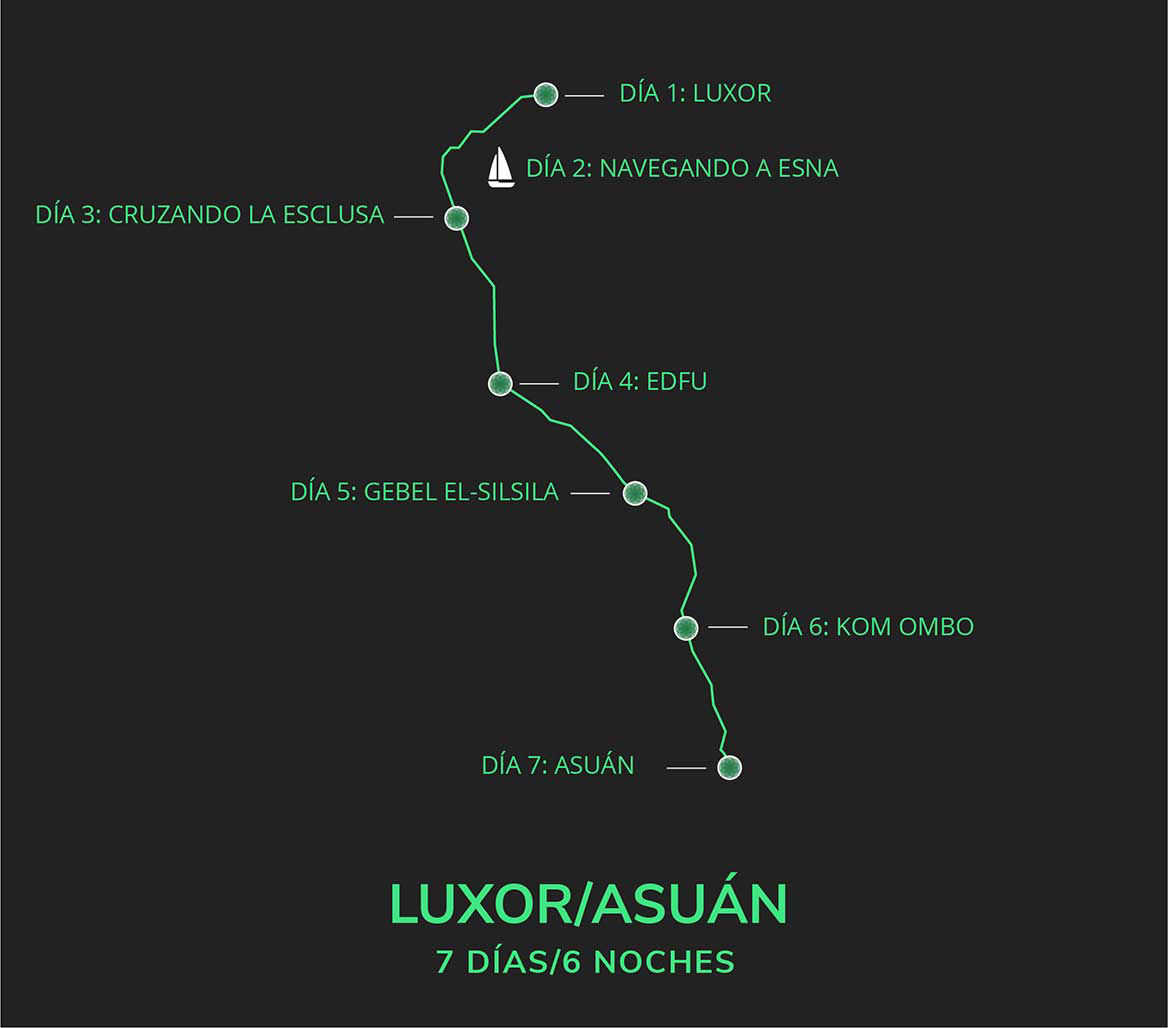 DÍA 1: LUXOR
DÍA 2: NAVEGANDO A ESNA
DÍA 3: CRUZANDO LA ESCLUSA
DÍA 4: EDFU
DÍA 5: GEBEL EL-SILSILA
DÍA 6: KOM OMBO
DÍA 7: ASUÁN
LUXOR/ASUÁN
7 DÍAS/6 NOCHES